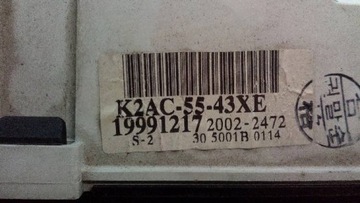 K2AC-55-43XE
19991217 2002-2472
S-2 30 5001B 0114